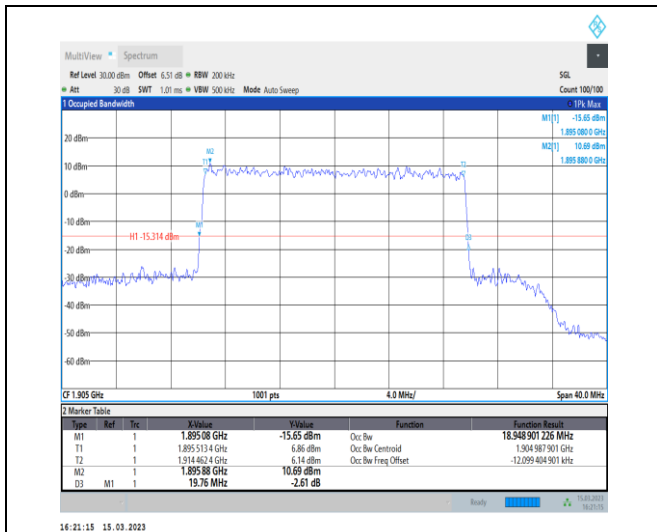 MultiView Spectrum
Ref Level 30.00 dBm Offset 6.51 dB RBW 200 kHz SGL
Att 30 dB SWT 1.01 ms VBW 500 kHz Mode Auto Sweep Count 100/100
1 Occupied Bandwidth 1Pk Max
M1[1] -15.65 dBm
1.895 080 0 GHz
M2[1] 10.69 dBm
1.895 880 0 GHz
20 dBm
M2
T1
T2
10 dBm
0 dBm
-10 dBm
M1
H1 -15.314 dBm
D3
-20 dBm
-30 dBm
-40 dBm
-50 dBm
-60 dBm
CF 1.905 GHz 1001 pts 4.0 MHz/ Span 40.0 MHz
2 Marker Table
Type Ref Trc X-Value Y-Value Function Function Result
M1 1 1.89508 GHz -15.65 dBm Occ Bw 18.948 901 226 MHz
T1 1 1.895 513 4 GHz 6.86 dBm Occ Bw Centroid 1.904 987 901 GHz
T2 1 1.914 462 4 GHz 6.14 dBm Occ Bw Freq Offset -12.099 404 901 kHz
M2 1 1.89588 GHz 10.69 dBm
D3 M1 1 19.76 MHz -2.61 dB
Ready 15.03.2023
16:21:15
16:21:15 15.03.2023